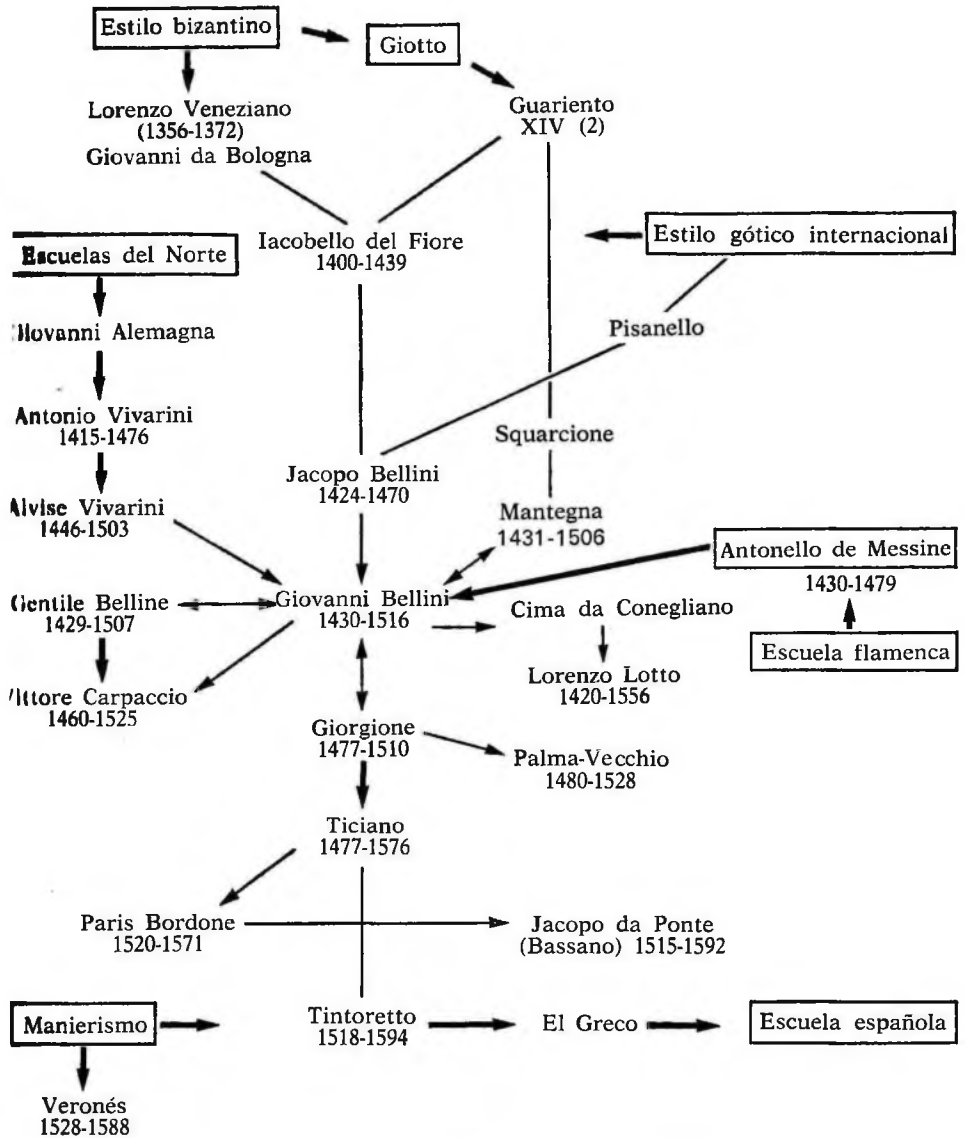 Estilo bizantino
Giotto
Lorenzo Veneziano
(1356-1372)
Giovanni da Bologna
Guariento
XIV (2)
Escuelas del Norte
Iacobello del Fiore
1400-1439
Estilo gótico internacional
Giovanni Alemagna
Pisanello
Antonio Vivarini
1415-1476
Squarcione
Jacopo Bellini
1424-1470
Alvise Vivarini
1446-1503
Mantegna
1431-1506
Antonello de Messine
1430-1479
Gentile Belline
1429-1507
Giovanni Bellini
1430-1516
Cima da Conegliano
Escuela flamenca
Lorenzo Lotto
1420-1556
Vittore Carpaccio
1460-1525
Giorgione
1477-1510
Palma-Vecchio
1480-1528
Ticiano
1477-1576
Paris Bordone
1520-1571
Jacopo da Ponte
(Bassano) 1515-1592
Manierismo
Tintoretto
1518-1594
El Greco
Escuela española
Veronés
1528-1588